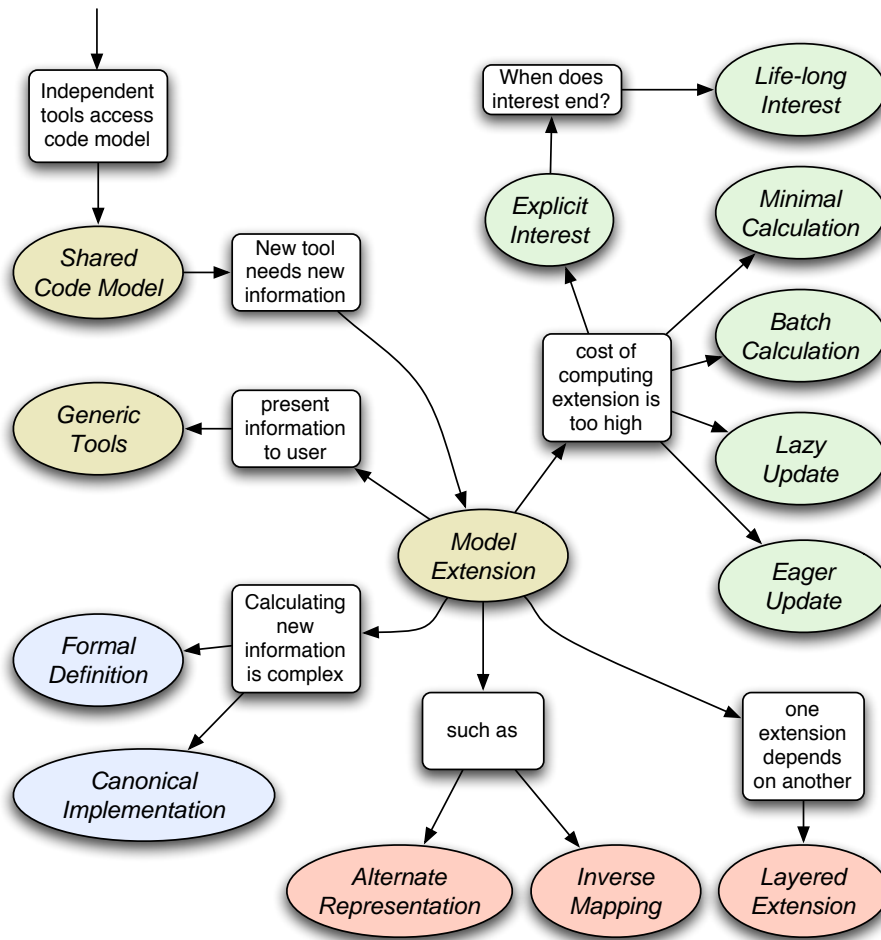 Independent
tools access
code model
When does
interest end?
Life-long
Interest
Explicit
Interest
Minimal
Calculation
Shared
Code Model
New tool
needs new
information
Batch
Calculation
cost of
computing
extension is
too high
Generic
Tools
present
information
to user
Lazy
Update
Model
Extension
Eager
Update
Calculating
new
information
is complex
Formal
Definition
such as
one
extension
depends
on another
Canonical
Implementation
Alternate
Representation
Inverse
Mapping
Layered
Extension